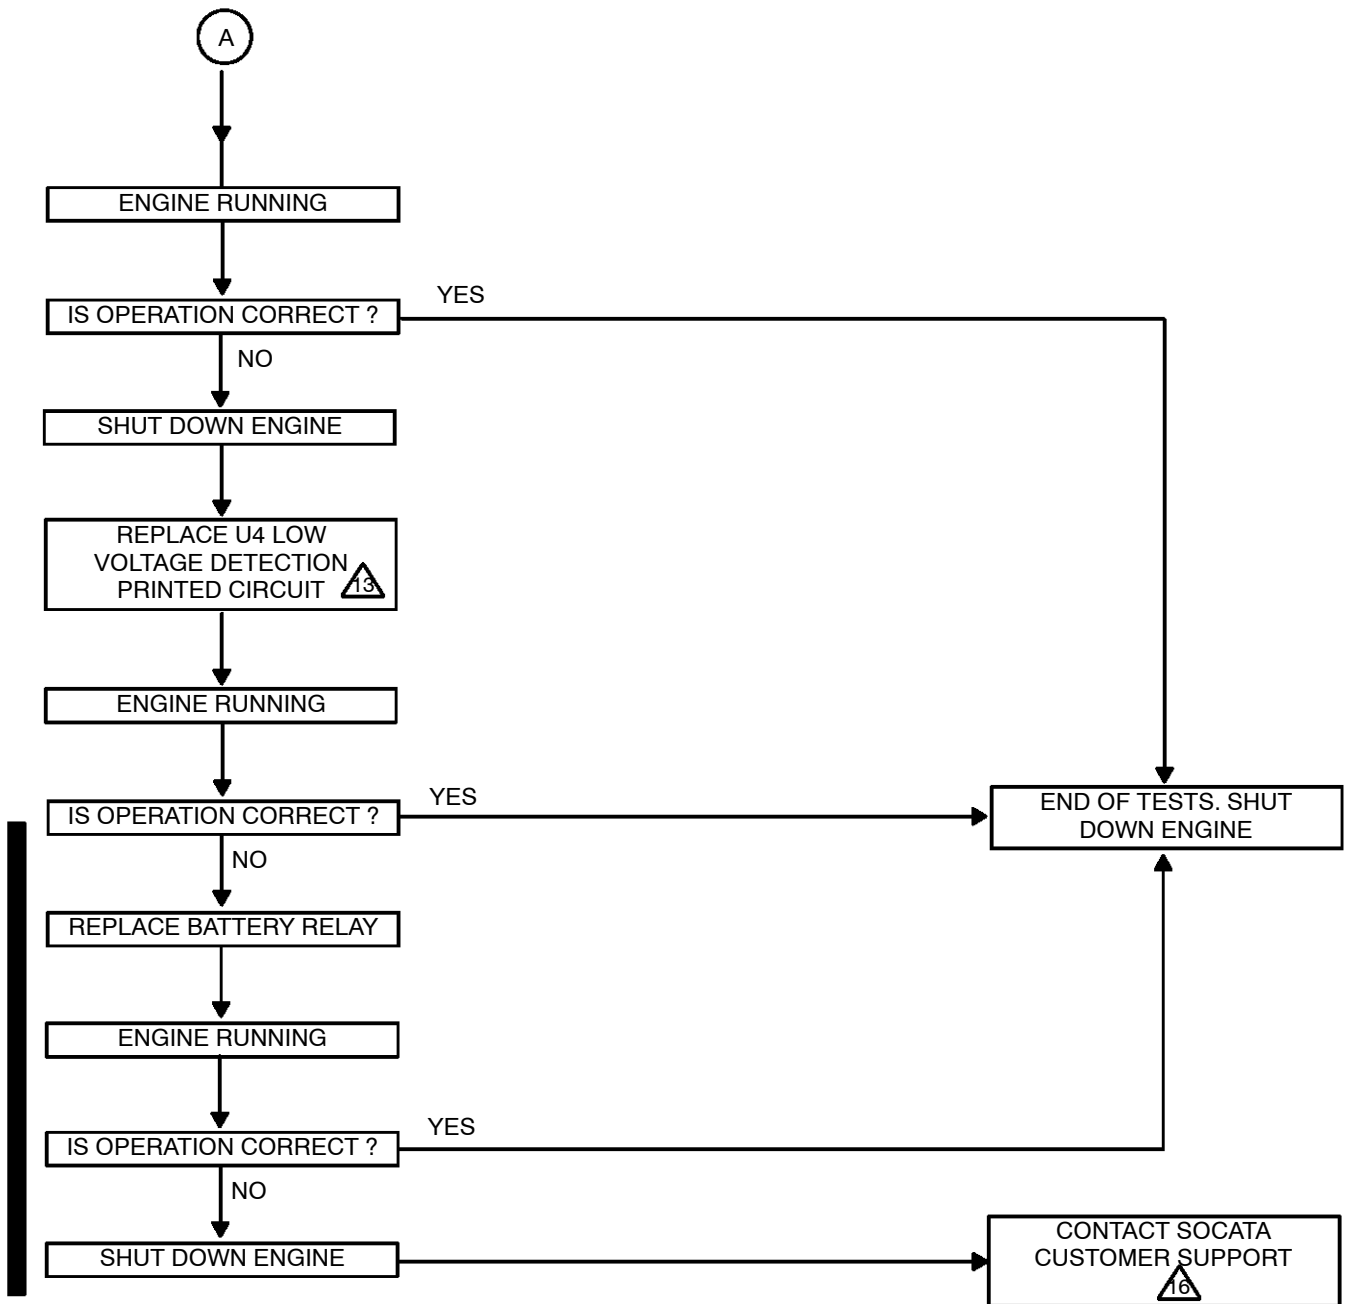 A
ENGINE RUNNING
IS OPERATION CORRECT ?
YES
NO
SHUT DOWN ENGINE
REPLACE U4 LOW
VOLTAGE DETECTION
PRINTED CIRCUIT 13
ENGINE RUNNING
IS OPERATION CORRECT ?
YES
END OF TESTS. SHUT
DOWN ENGINE
NO
REPLACE BATTERY RELAY
ENGINE RUNNING
IS OPERATION CORRECT ?
YES
NO
SHUT DOWN ENGINE
CONTACT SOCATA
CUSTOMER SUPPORT
16